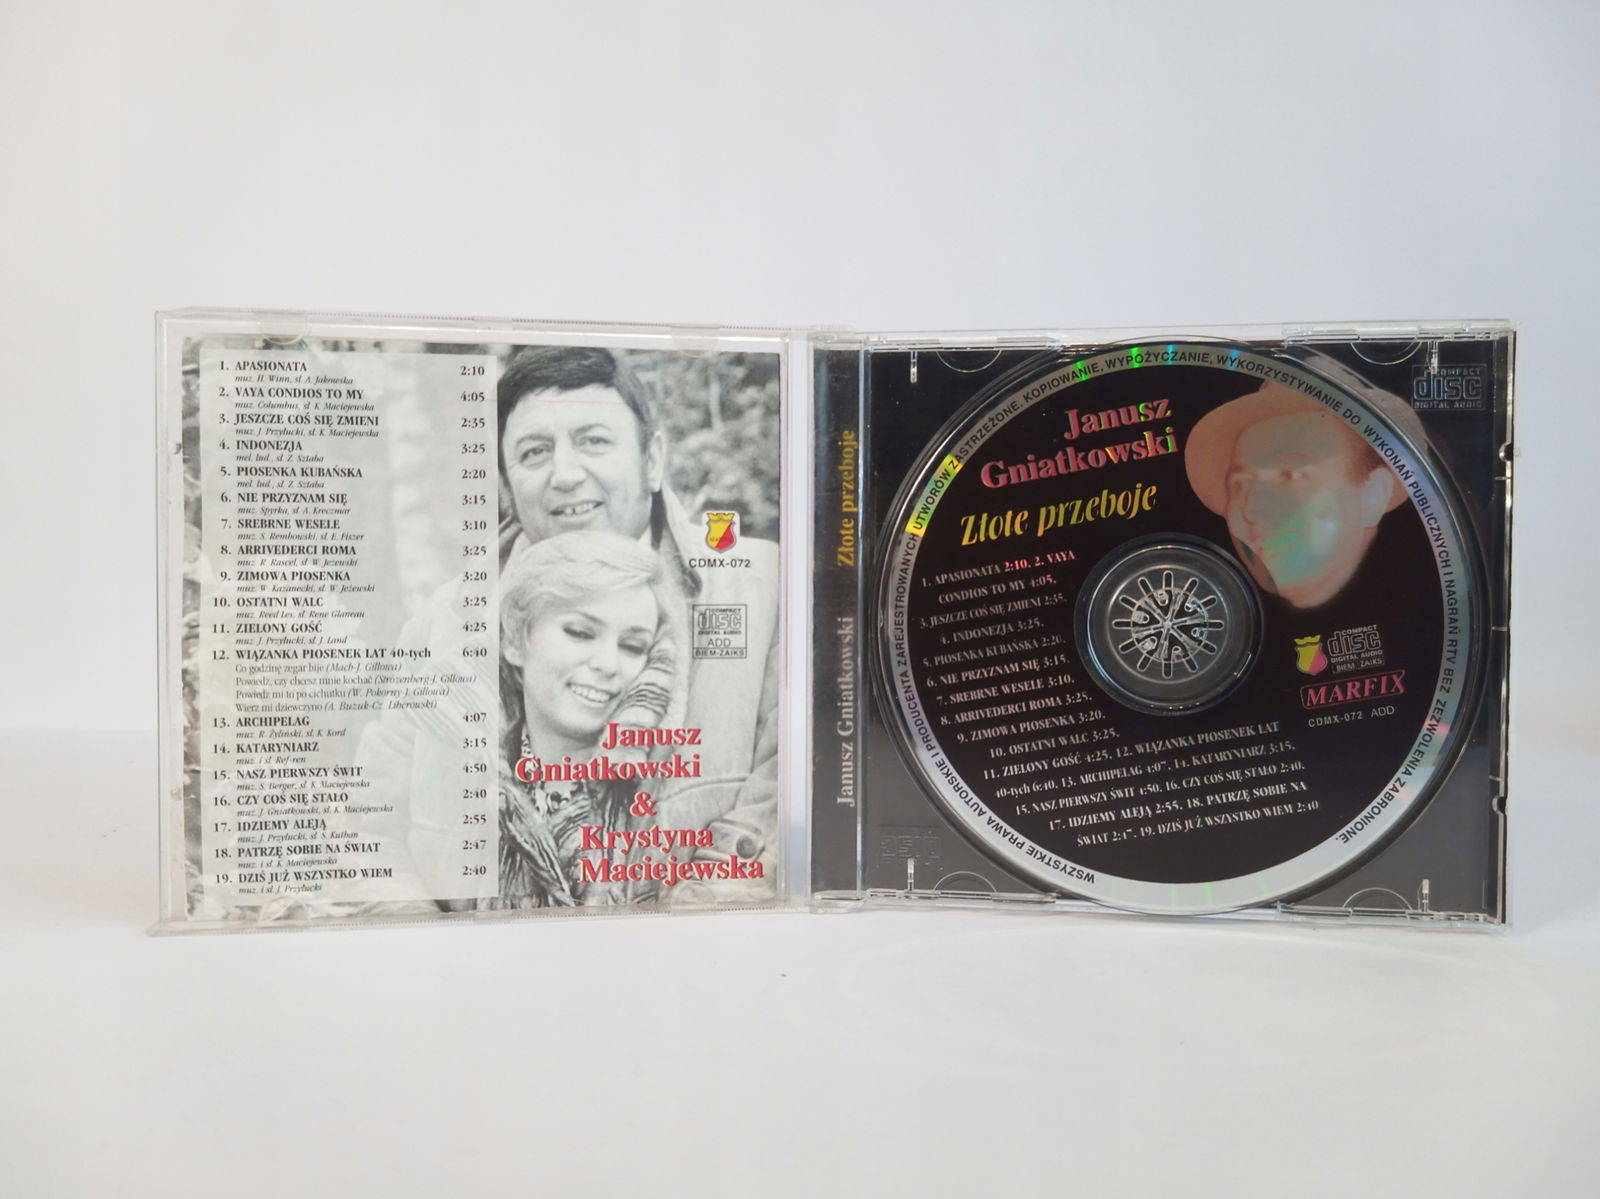 1. APASIONATA 2:10
muz. H. Winn, sł. A. Jakowska
2. VAYA CONDIOS TO MY 4:05
muz. Columbus, sł. K. Maciejewska
3. JESZCZE COŚ SIĘ ZMIENI 2:35
muz. J. Przyłucki, sł. K. Maciejewska
4. INDONEZJA 3:25
mel. lud., sł. Z. Sztaba
5. PIOSENKA KUBAŃSKA 2:20
mel. lud., sł. Z. Sztaba
6. NIE PRZYZNAM SIĘ 3:15
muz. Spyrka, sł. A. Kreczmar
7. SREBRNE WESELE 3:10
muz. S. Rembowski, sł. E. Fiszer
8. ARRIVEDERCI ROMA 3:25
muz. R. Rascel, sł. W. Jeżewski
9. ZIMOWA PIOSENKA 3:20
muz. W. Kazanecki, sł. W. Jeżewski
10. OSTATNI WALC 3:25
muz. Reed Les, sł. Rene Glaneau
11. ZIELONY GOŚĆ 4:25
muz. J. Przyłucki, sł. J. Land
12. WIĄZANKA PIOSENEK LAT 40-tych 6:40
Co godzinę zegar bije (Mach-J. Gillowa)
Powiedz, czy chcesz mnie kochać (Strözenberg-J. Gillowa)
Powiedz mi to po cichutku (W. Pokorny-J. Gillowa)
Wierz mi dziewczyno (A. Buzuk-Cz. Liberowski)
13. ARCHIPELAG 4:07
muz. R. Żyliński, sł. K. Kord
14. KATARYNIARZ 3:15
muz. i sł. Ref-ren
15. NASZ PIERWSZY ŚWIT 4:50
muz. S. Berger, sł. K. Maciejewska
16. CZY COŚ SIĘ STAŁO 2:40
muz. J. Gniatkowski, sł. K. Maciejewska
17. IDZIEMY ALEJĄ 2:55
muz. J. Przyłucki, sł. S. Kuthan
18. PATRZĘ SOBIE NA ŚWIAT 2:47
muz. i sł. K. Maciejewska
19. DZIŚ JUŻ WSZYSTKO WIEM 2:40
muz. i sł. J. Przyłucki
CDMX-072
COMPACT
disc
DIGITAL AUDIO
ADD
BIEM-ZAIKS
Janusz
Gniatkowski
&
Krystyna
Maciejewska
Janusz Gniatkowski Złote przeboje
COMPACT
disc
DIGITAL AUDIO
WSZYSTKIE PRAWA AUTORSKIE I PRODUCENTA ZAREJESTROWANYCH UTWORÓW ZASTRZEŻONE. KOPIOWANIE, WYPOŻYCZANIE, WYKORZYSTYWANIE DO WYKONAŃ PUBLICZNYCH I NAGRAŃ RTV BEZ ZEZWOLENIA ZABRONIONE.
Janusz
Gniatkowski
Złote przeboje
1. APASIONATA 2:10. 2. VAYA
CONDIOS TO MY 4:05.
3. JESZCZE COŚ SIĘ ZMIENI 2:35.
4. INDONEZJA 3:25.
5. PIOSENKA KUBAŃSKA 2:20.
6. NIE PRZYZNAM SIĘ 3:15.
7. SREBRNE WESELE 3:10.
8. ARRIVEDERCI ROMA 3:25.
9. ZIMOWA PIOSENKA 3:20.
10. OSTATNI WALC 3:25.
11. ZIELONY GOŚĆ 4:25. 12. WIĄZANKA PIOSENEK LAT
40-tych 6:40. 13. ARCHIPELAG 4:07. 14. KATARYNIARZ 3:15.
15. NASZ PIERWSZY ŚWIT 4:50. 16. CZY COŚ SIĘ STAŁO 2:40.
17. IDZIEMY ALEJĄ 2:55. 18. PATRZĘ SOBIE NA
ŚWIAT 2:47. 19. DZIŚ JUŻ WSZYSTKO WIEM 2:40
COMPACT
disc
DIGITAL AUDIO
BIEM ZAIKS
MARFIX
CDMX-072 ADD